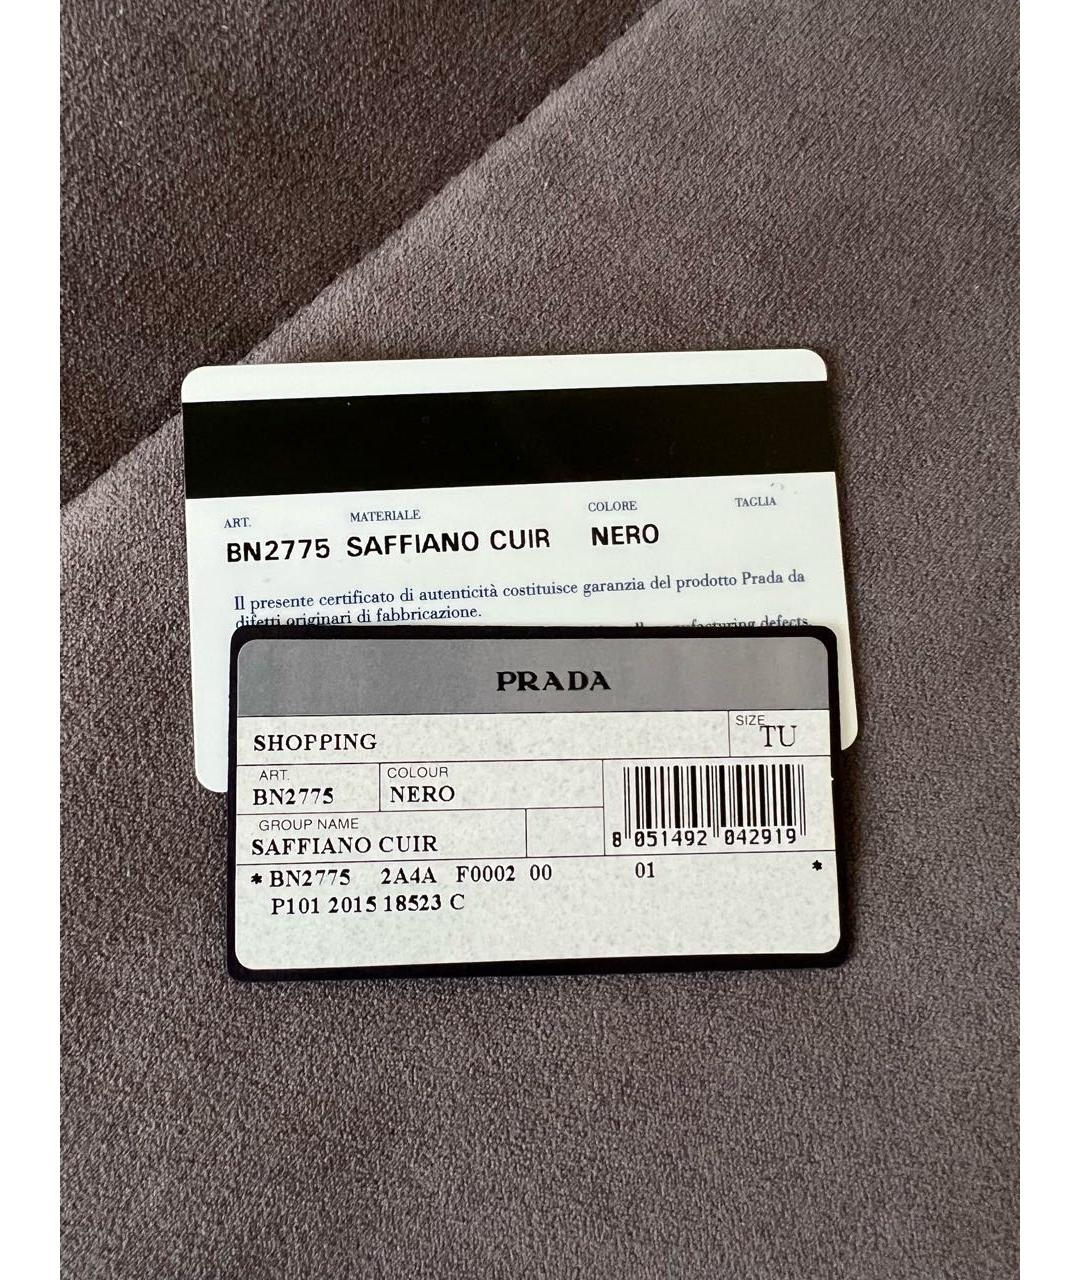 ART. MATERIALE COLORE TAGLIA
BN2775 SAFFIANO CUIR NERO
Il presente certificato di autenticità costituisce garanzia del prodotto Prada da
difetti originari di fabbricazione.
manufacturing defects.
PRADA
SHOPPING SIZE TU
ART. COLOUR
BN2775 NERO
GROUP NAME
SAFFIANO CUIR
8 051492 042919
* BN2775 2A4A F0002 00 01 *
P101 2015 18523 C